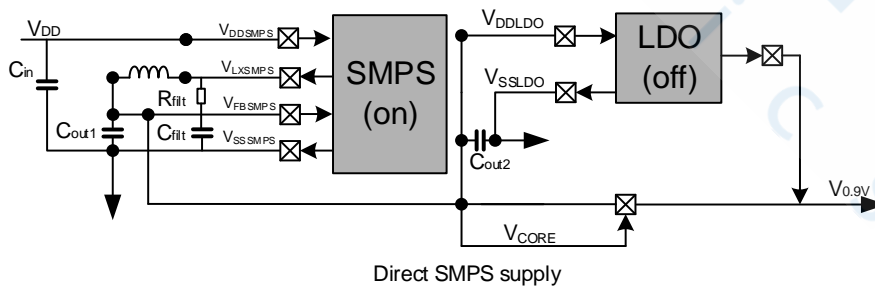 VDD
VDDSMPS
Cin
VLXSMPS
Rfilt
VFBSMPS
Cout1
Cfilt
VSSSMPS
SMPS
(on)
VDDLDO
LDO
(off)
VSSLDO
Cout2
V0.9V
VCORE
Direct SMPS supply